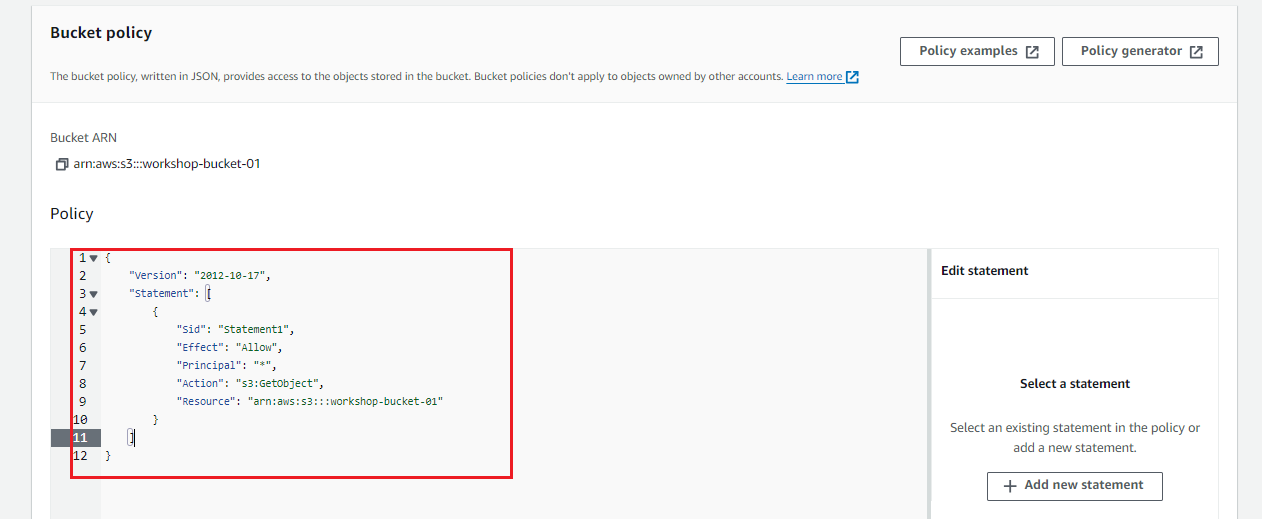 Bucket policy
Policy examples
Policy generator
The bucket policy, written in JSON, provides access to the objects stored in the bucket. Bucket policies don't apply to objects owned by other accounts. Learn more
Bucket ARN
arn:aws:s3:::workshop-bucket-01
Policy
1 {
2 "Version": "2012-10-17",
3 "Statement": [
4 {
5 "Sid": "Statement1",
6 "Effect": "Allow",
7 "Principal": "*",
8 "Action": "s3:GetObject",
9 "Resource": "arn:aws:s3:::workshop-bucket-01"
10 }
11 ]
12 }
Edit statement
Select a statement
Select an existing statement in the policy or
add a new statement.
+ Add new statement